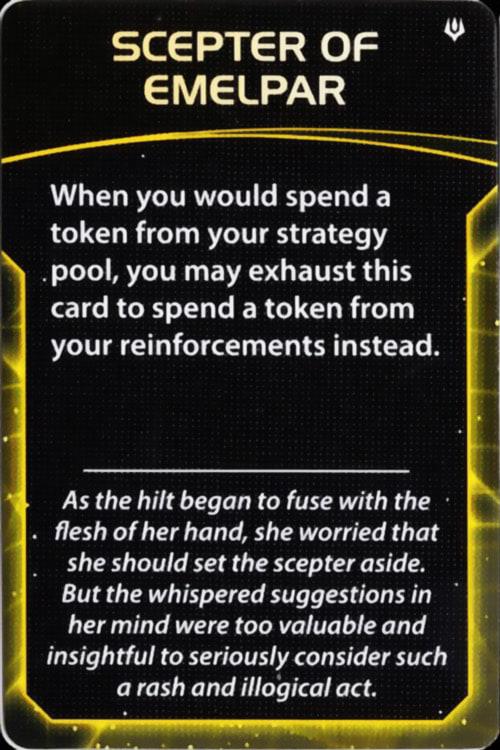 SCEPTER OF
EMELPAR
When you would spend a
token from your strategy
pool, you may exhaust this
card to spend a token from
your reinforcements instead.
As the hilt began to fuse with the
flesh of her hand, she worried that
she should set the scepter aside.
But the whispered suggestions in
her mind were too valuable and
insightful to seriously consider such
a rash and illogical act.